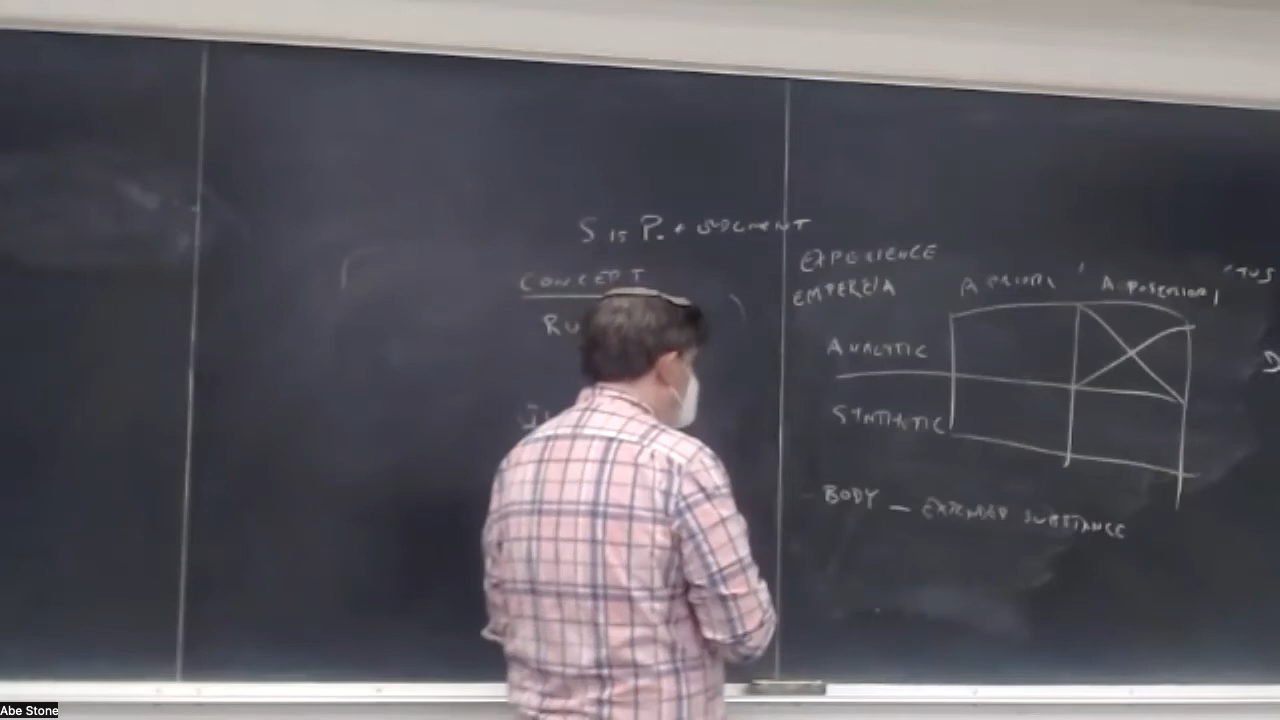 S IS P. + JUDGMENT
CONCEPT
RU
EXPERIENCE
EMPEREIA
A PRIORI A POSTERIORI
ANALYTIC
SYNTHETIC
BODY — EXTENDED SUBSTANCE
Abe Stone